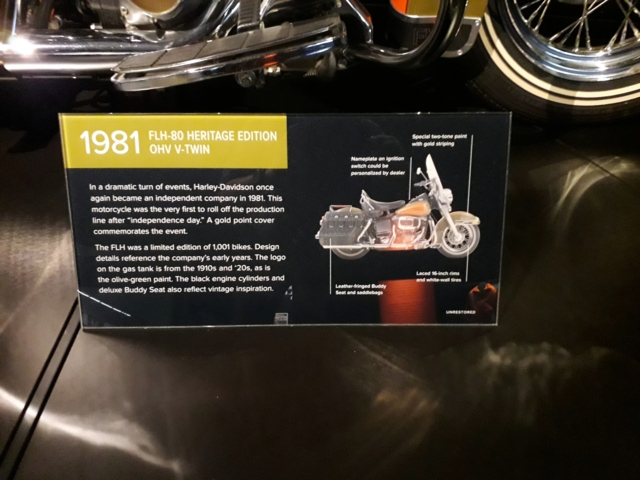 1981 FLH-80 HERITAGE EDITION
OHV V-TWIN
In a dramatic turn of events, Harley-Davidson once
again became an independent company in 1981. This
motorcycle was the very first to roll off the production
line after "independence day." A gold point cover
commemorates the event.
The FLH was a limited edition of 1,001 bikes. Design
details reference the company's early years. The logo
on the gas tank is from the 1910s and '20s, as is
the olive-green paint. The black engine cylinders and
deluxe Buddy Seat also reflect vintage inspiration.
Special two-tone paint
with gold striping
Nameplate on ignition
switch could be
personalized by dealer
Leather-fringed Buddy
Seat and saddlebags
Laced 16-inch rims
and white-wall tires
UNRESTORED